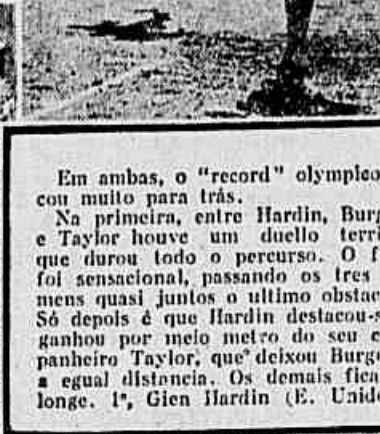 Em ambas, o "record" olympico
cou muito para trás.
Na primeira, entre Hardin, Burg
e Taylor houve um duello terri
que durou todo o percurso. O f
foi sensacional, passando os tres
mens quasi juntos o ultimo obstac
Só depois é que Hardin destacou-s
ganhou por meio metro do seu c
panheiro Taylor, que deixou Burg
a egual distancia. Os demais fica
longe. 1º, Glen Hardin (E. Unid